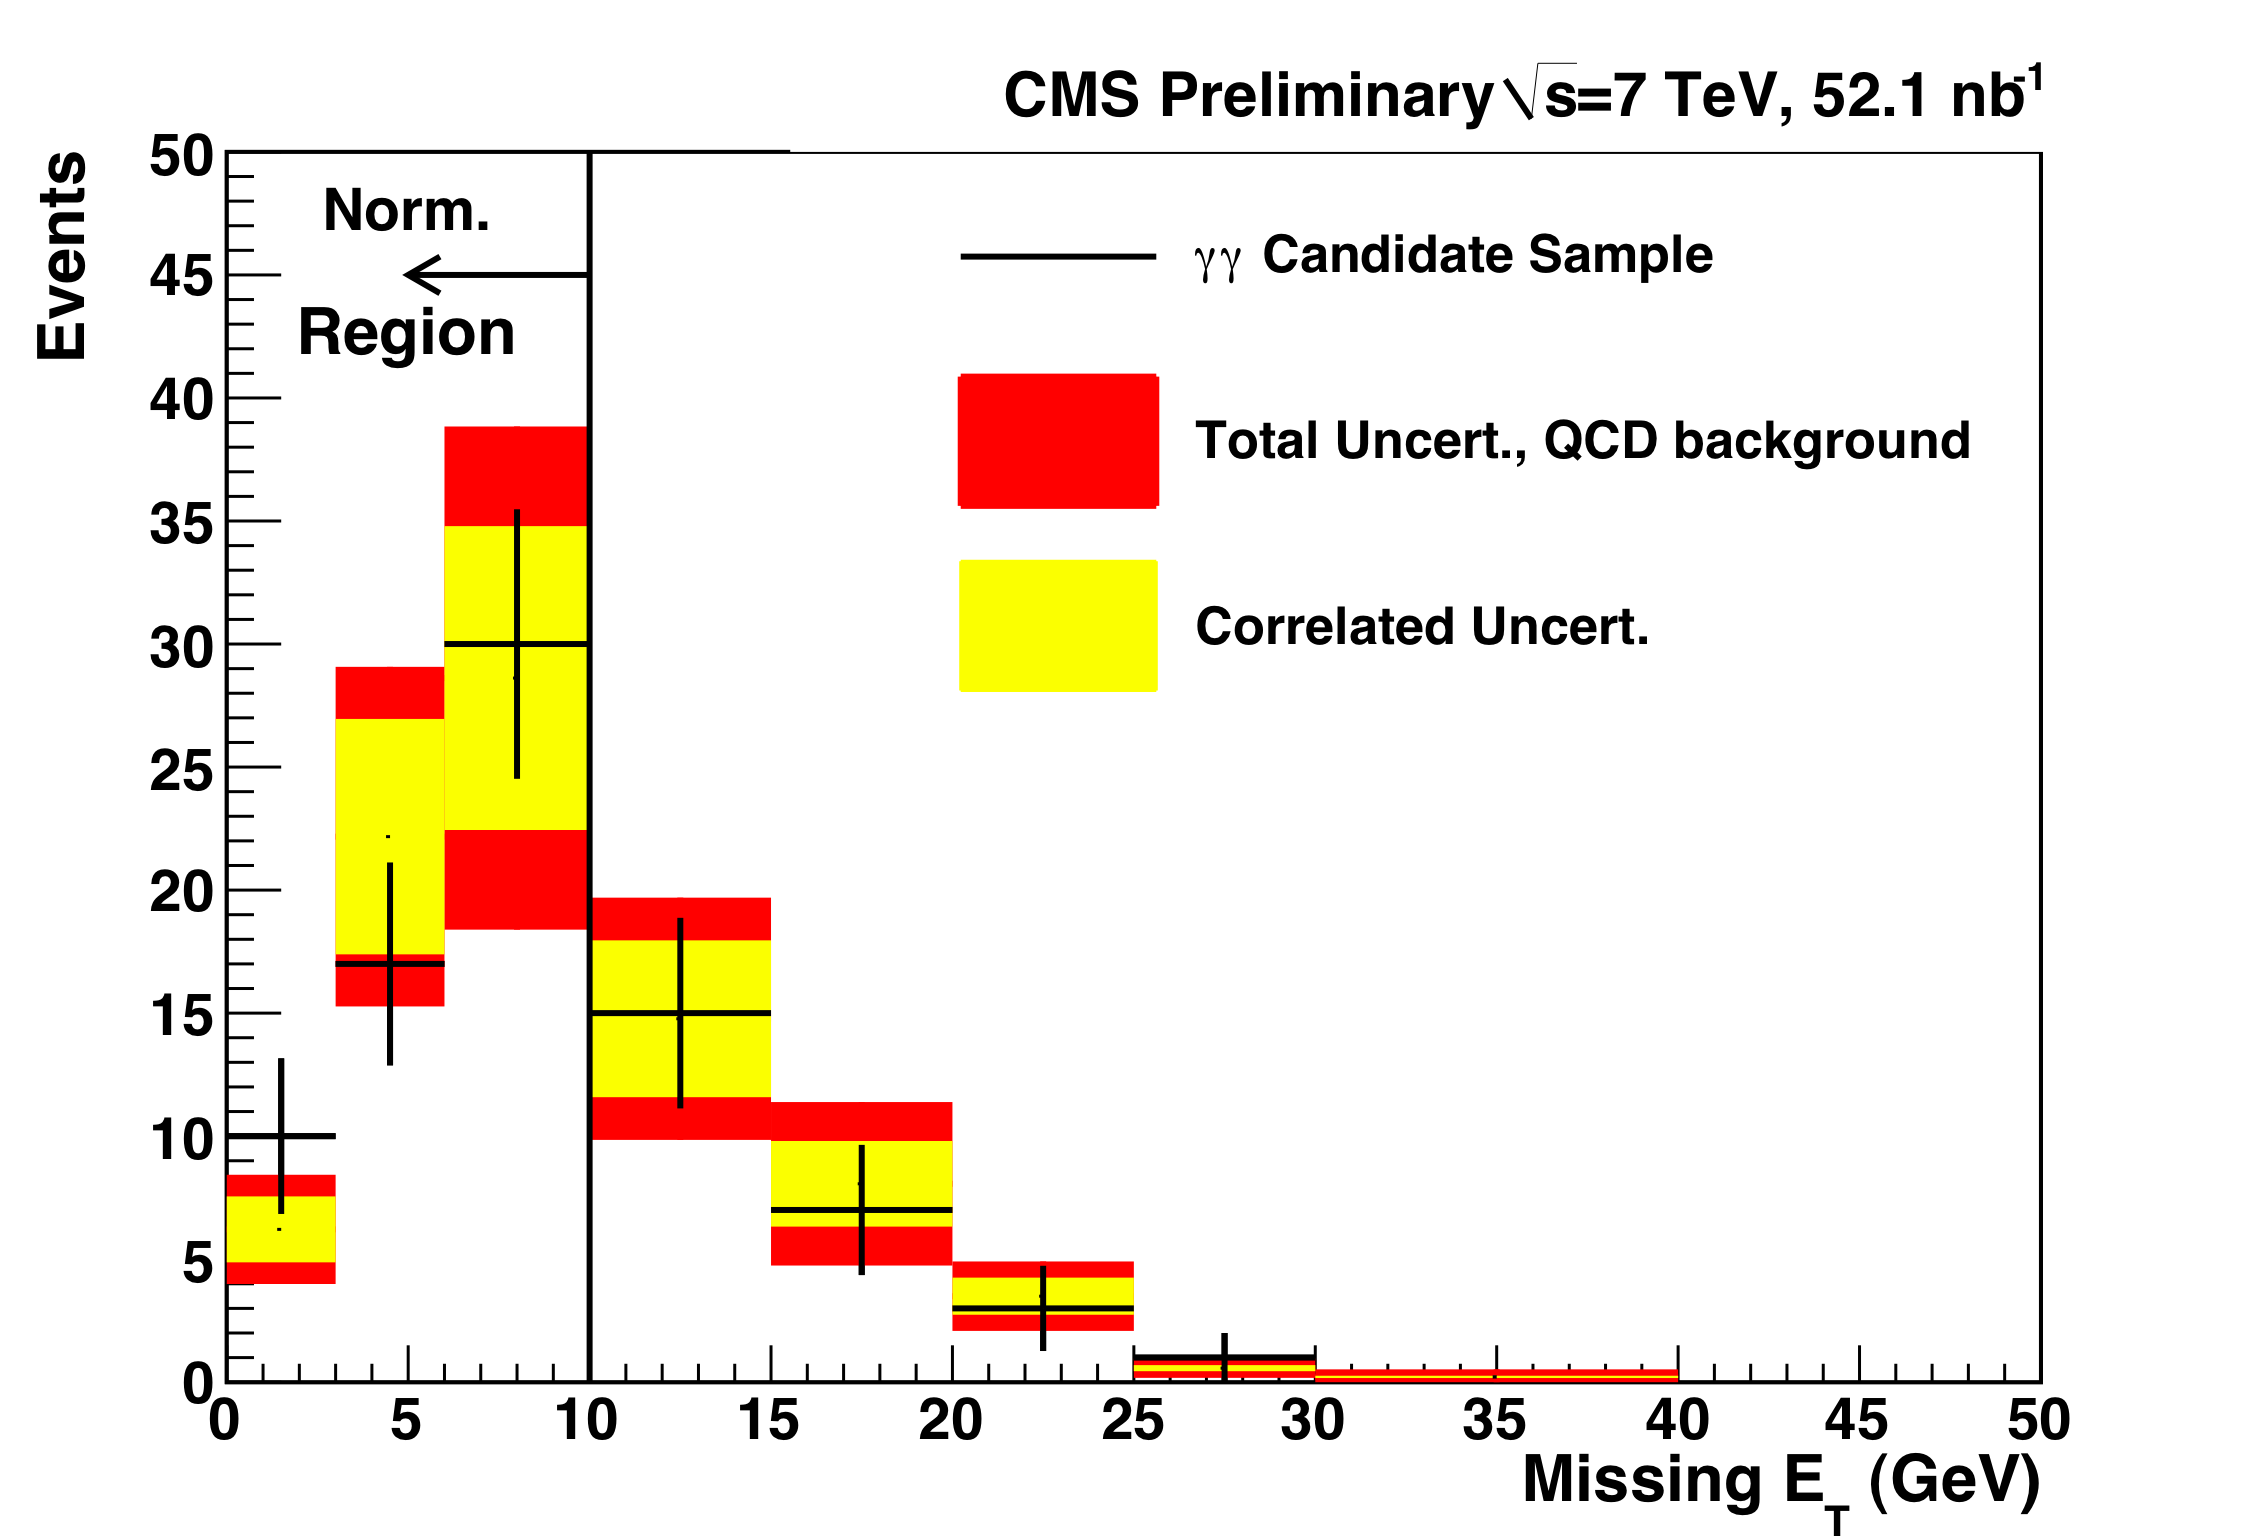 CMS Preliminary √s=7 TeV, 52.1 nb⁻¹
Events
50
45
40
35
30
25
20
15
10
5
0
Norm.
Region
γγ Candidate Sample
Total Uncert., QCD background
Correlated Uncert.
0 5 10 15 20 25 30 35 40 45 50
Missing E_T (GeV)